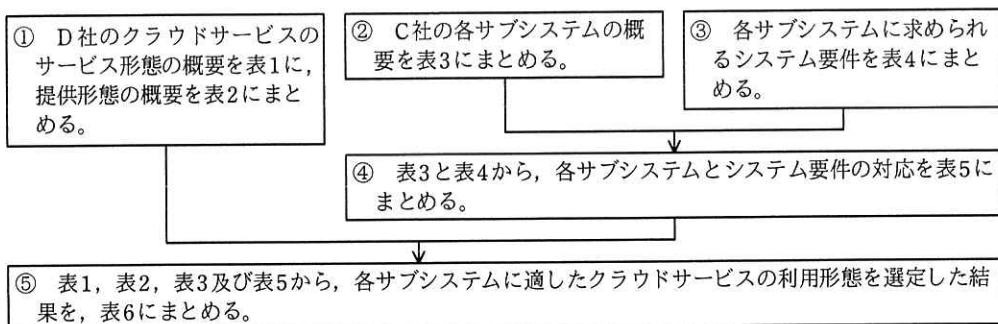 ① D社のクラウドサービスの
サービス形態の概要を表1に，
提供形態の概要を表2にまと
める。
② C社の各サブシステムの概
要を表3にまとめる。
③ 各サブシステムに求められ
るシステム要件を表4にまと
める。
④ 表3と表4から，各サブシステムとシステム要件の対応を表5に
まとめる。
⑤ 表1，表2，表3及び表5から，各サブシステムに適したクラウドサービスの利用形態を選定した結
果を，表6にまとめる。